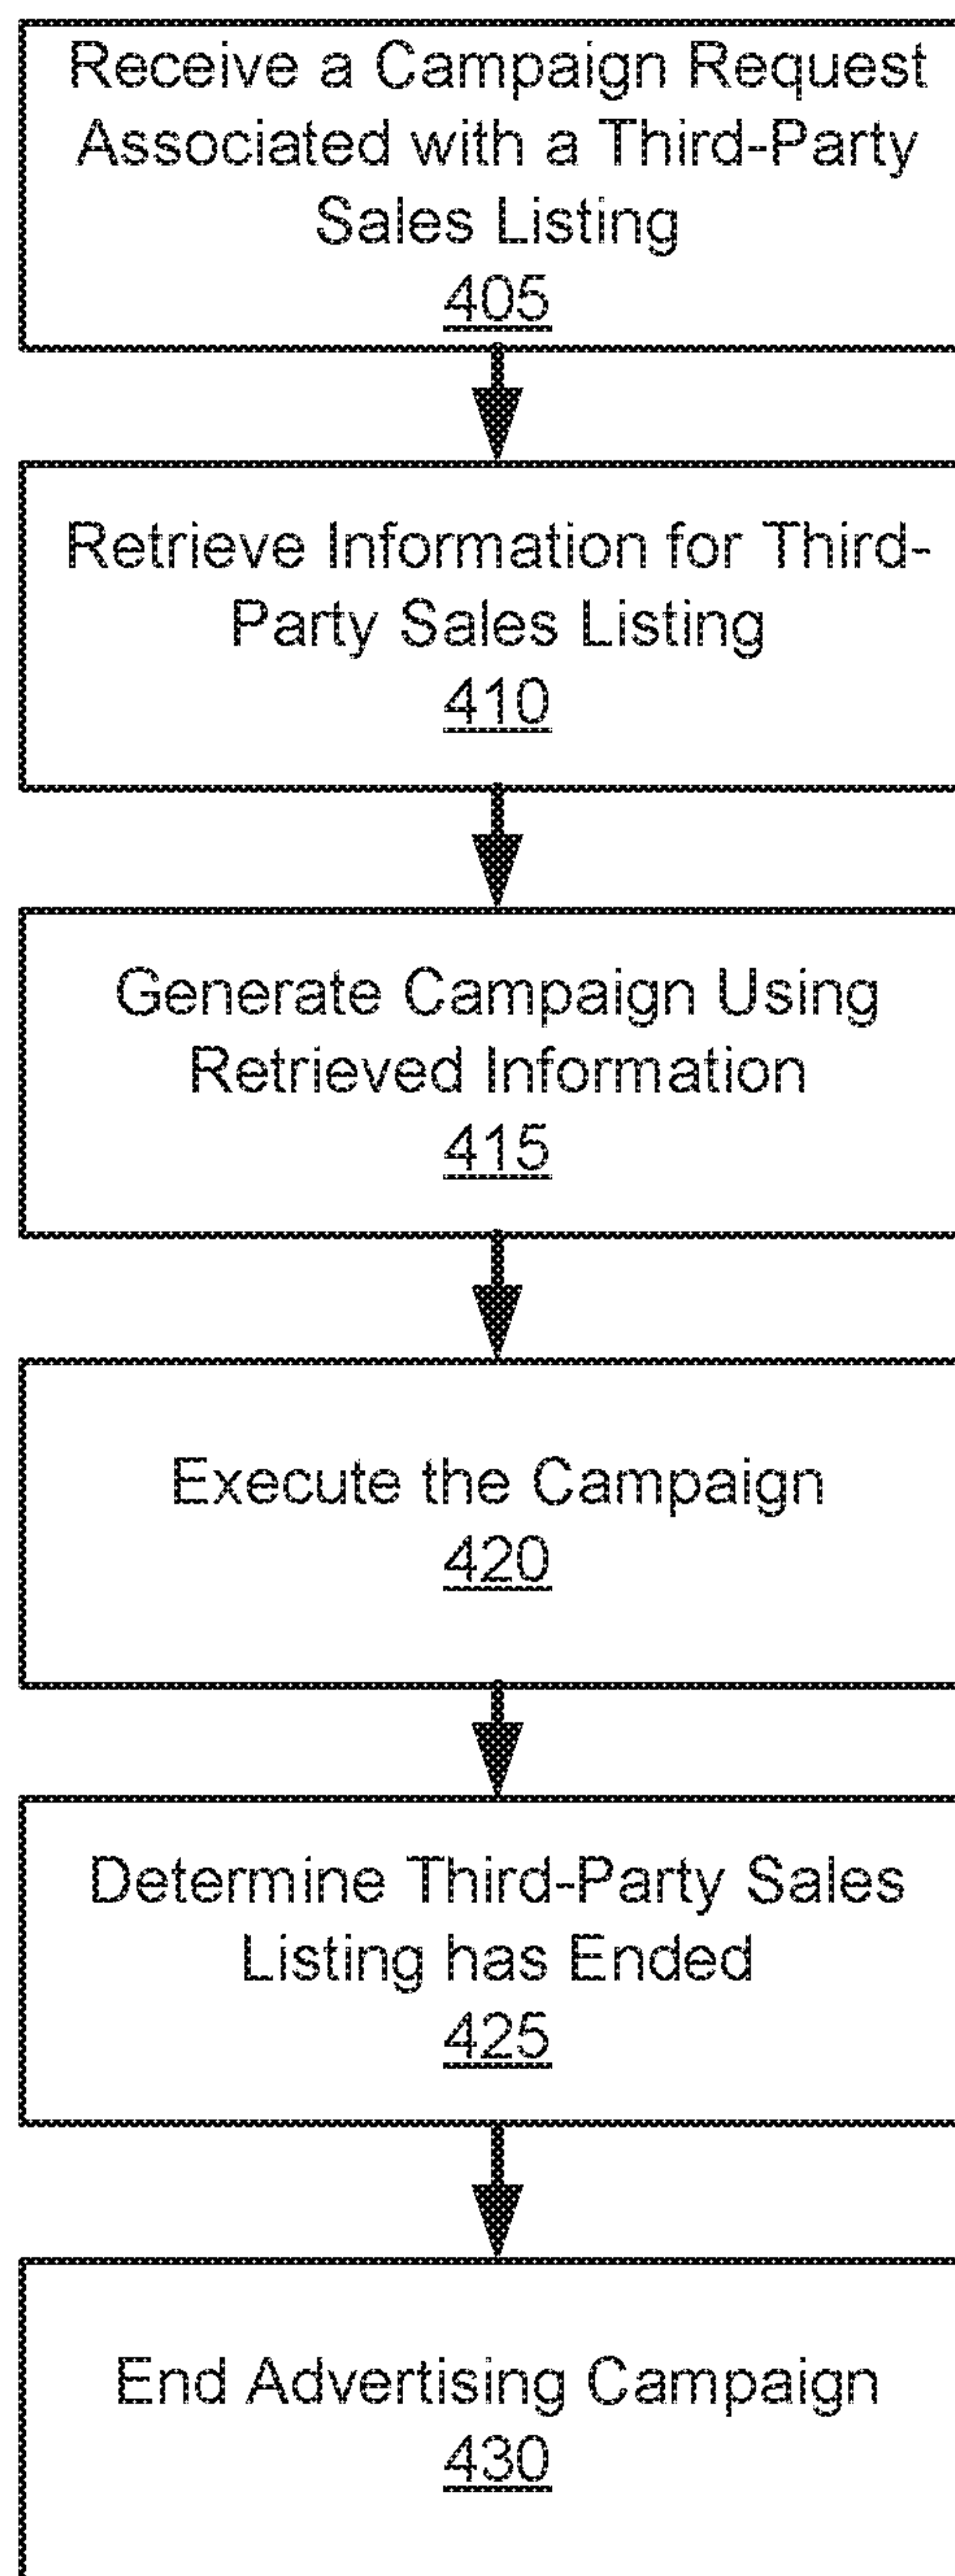 Receive a Campaign Request
Associated with a Third-Party
Sales Listing
405
Retrieve Information for Third-
Party Sales Listing
410
Generate Campaign Using
Retrieved Information
415
Execute the Campaign
420
Determine Third-Party Sales
Listing has Ended
425
End Advertising Campaign
430